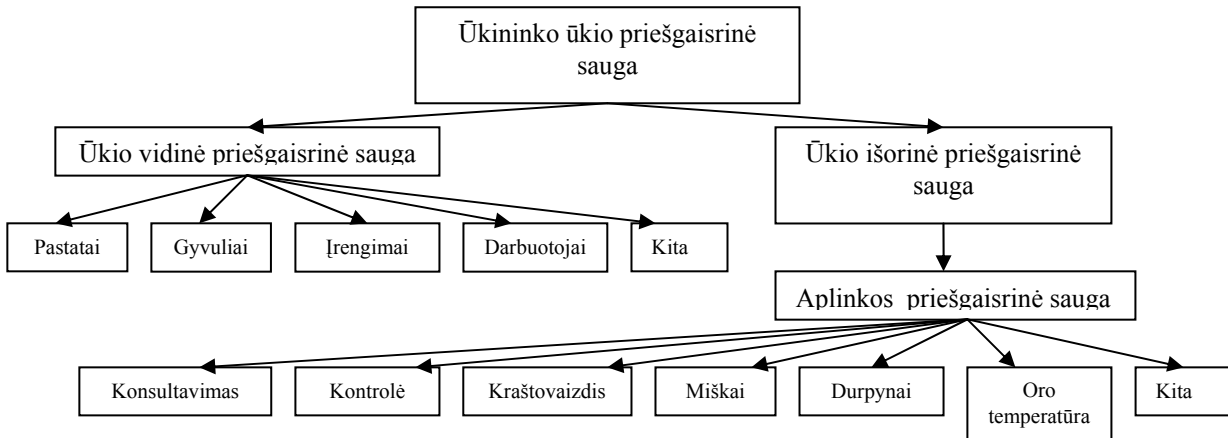 Ūkininko ūkio priešgaisrinė
sauga
Ūkio vidinė priešgaisrinė sauga
Ūkio išorinė priešgaisrinė
sauga
Pastatai
Gyvuliai
Įrengimai
Darbuotojai
Kita
Aplinkos priešgaisrinė sauga
Konsultavimas
Kontrolė
Kraštovaizdis
Miškai
Durpynai
Oro
temperatūra
Kita